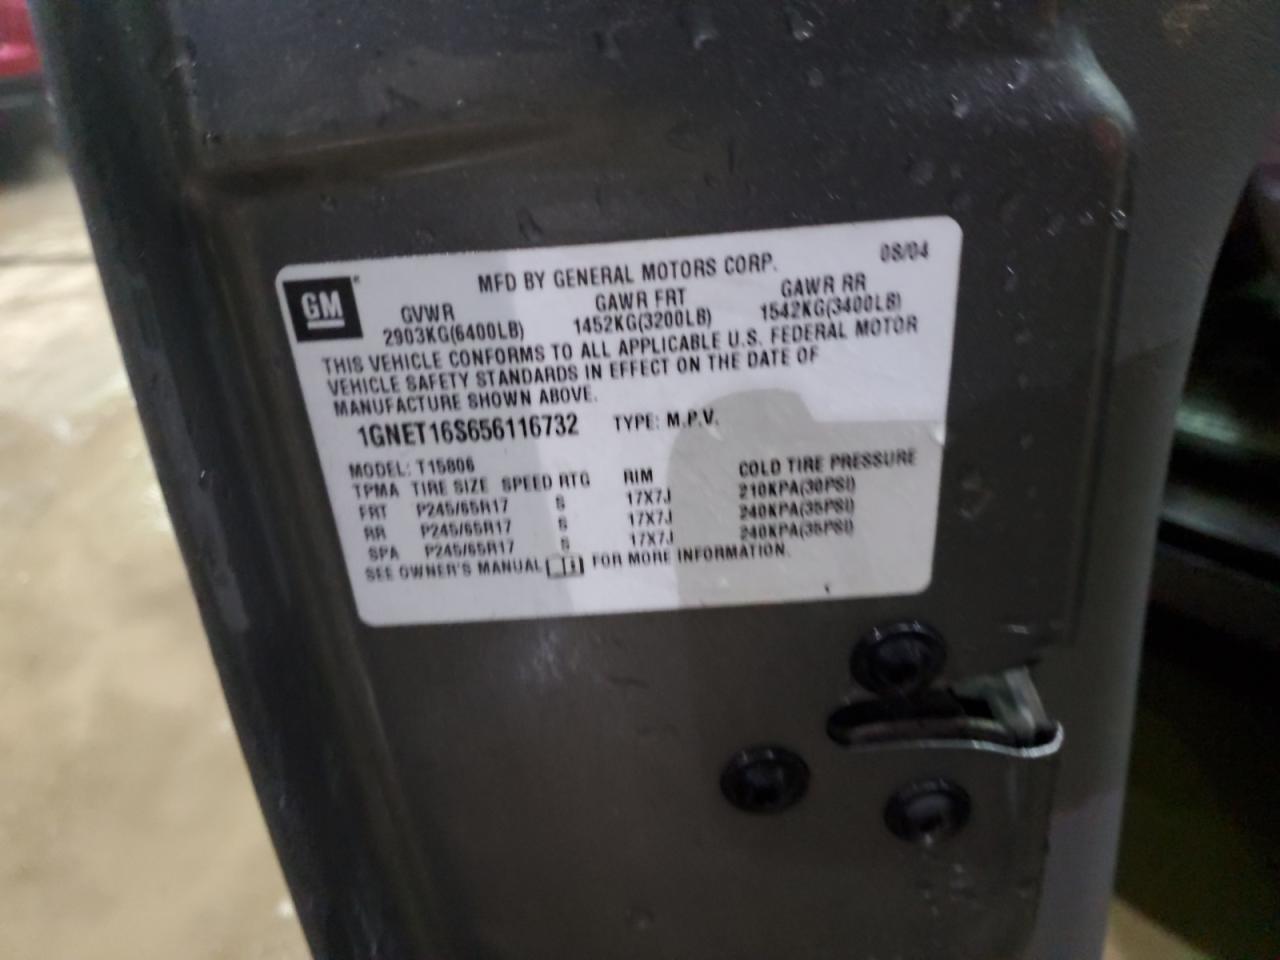 MFD BY GENERAL MOTORS CORP. 08/04
GM
GVWR GAWR FRT GAWR RR
2903KG(6400LB) 1452KG(3200LB) 1542KG(3400LB)
THIS VEHICLE CONFORMS TO ALL APPLICABLE U.S. FEDERAL MOTOR
VEHICLE SAFETY STANDARDS IN EFFECT ON THE DATE OF
MANUFACTURE SHOWN ABOVE.
1GNET16S656116732 TYPE: M.P.V.
MODEL: T15806
TPMA TIRE SIZE SPEED RTG RIM COLD TIRE PRESSURE
FRT P245/65R17 S 17X7J 210KPA(30PSI)
RR P245/65R17 S 17X7J 240KPA(35PSI)
SPA P245/65R17 S 17X7J 240KPA(35PSI)
SEE OWNER'S MANUAL FOR MORE INFORMATION.